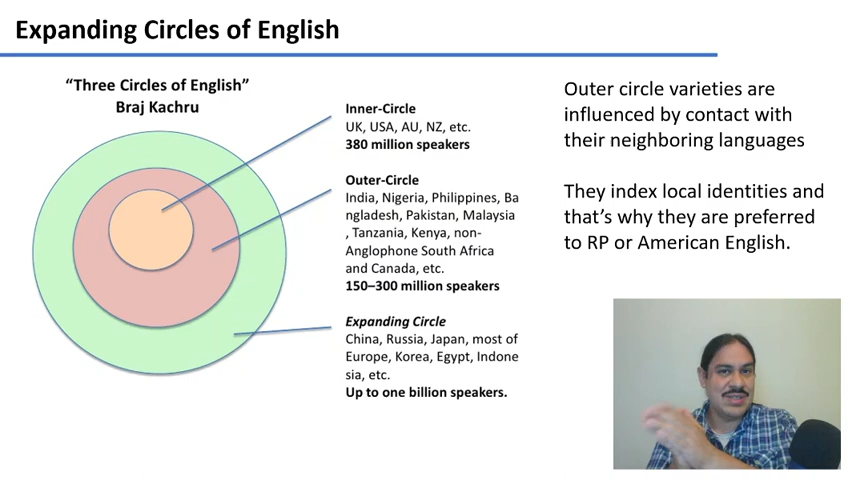 Expanding Circles of English
“Three Circles of English”
Braj Kachru
Inner-Circle
UK, USA, AU, NZ, etc.
380 million speakers
Outer-Circle
India, Nigeria, Philippines, Ba
ngladesh, Pakistan, Malaysia
, Tanzania, Kenya, non-
Anglophone South Africa
and Canada, etc.
150–300 million speakers
Expanding Circle
China, Russia, Japan, most of
Europe, Korea, Egypt, Indone
sia, etc.
Up to one billion speakers.
Outer circle varieties are
influenced by contact with
their neighboring languages
They index local identities and
that’s why they are preferred
to RP or American English.